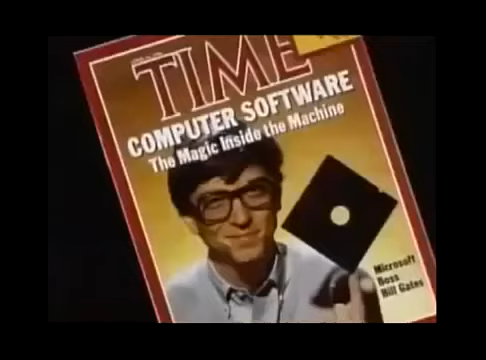 TIME
COMPUTER SOFTWARE
The Magic Inside the Machine
Microsoft
Boss
Bill Gates